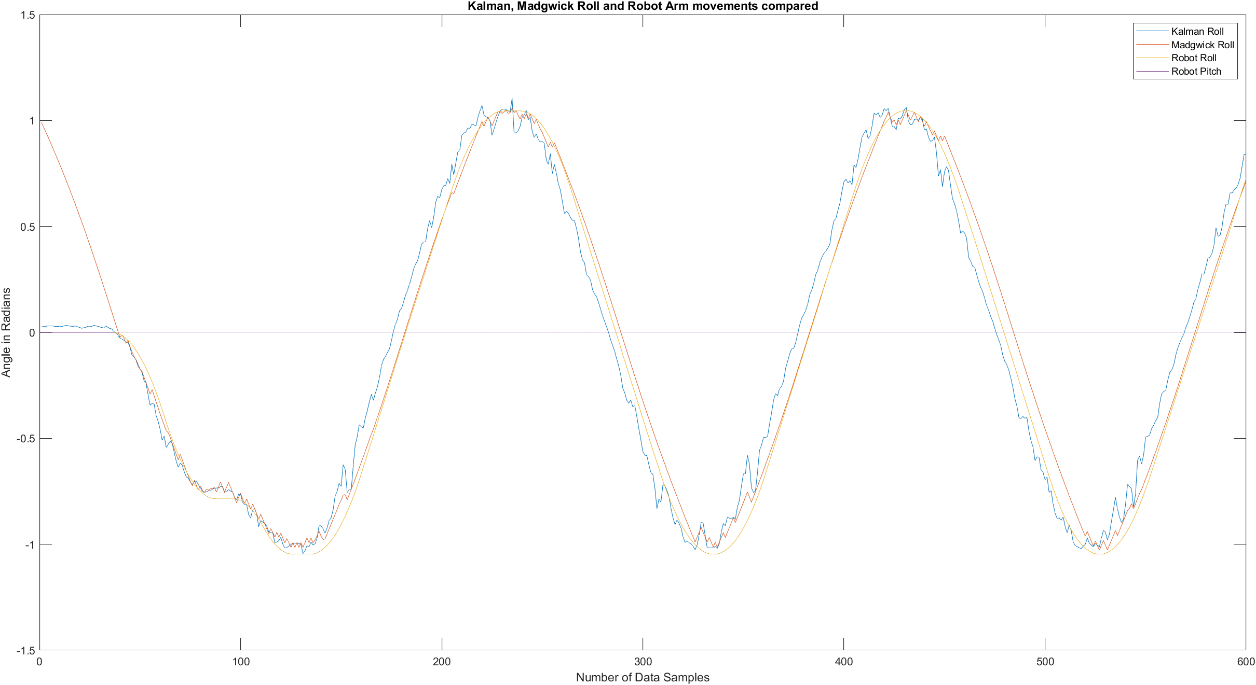 Kalman, Madgwick Roll and Robot Arm movements compared
1.5
1
0.5
0
-0.5
-1
-1.5
Angle in Radians
Kalman Roll
Madgwick Roll
Robot Roll
Robot Pitch
0 100 200 300 400 500 600
Number of Data Samples